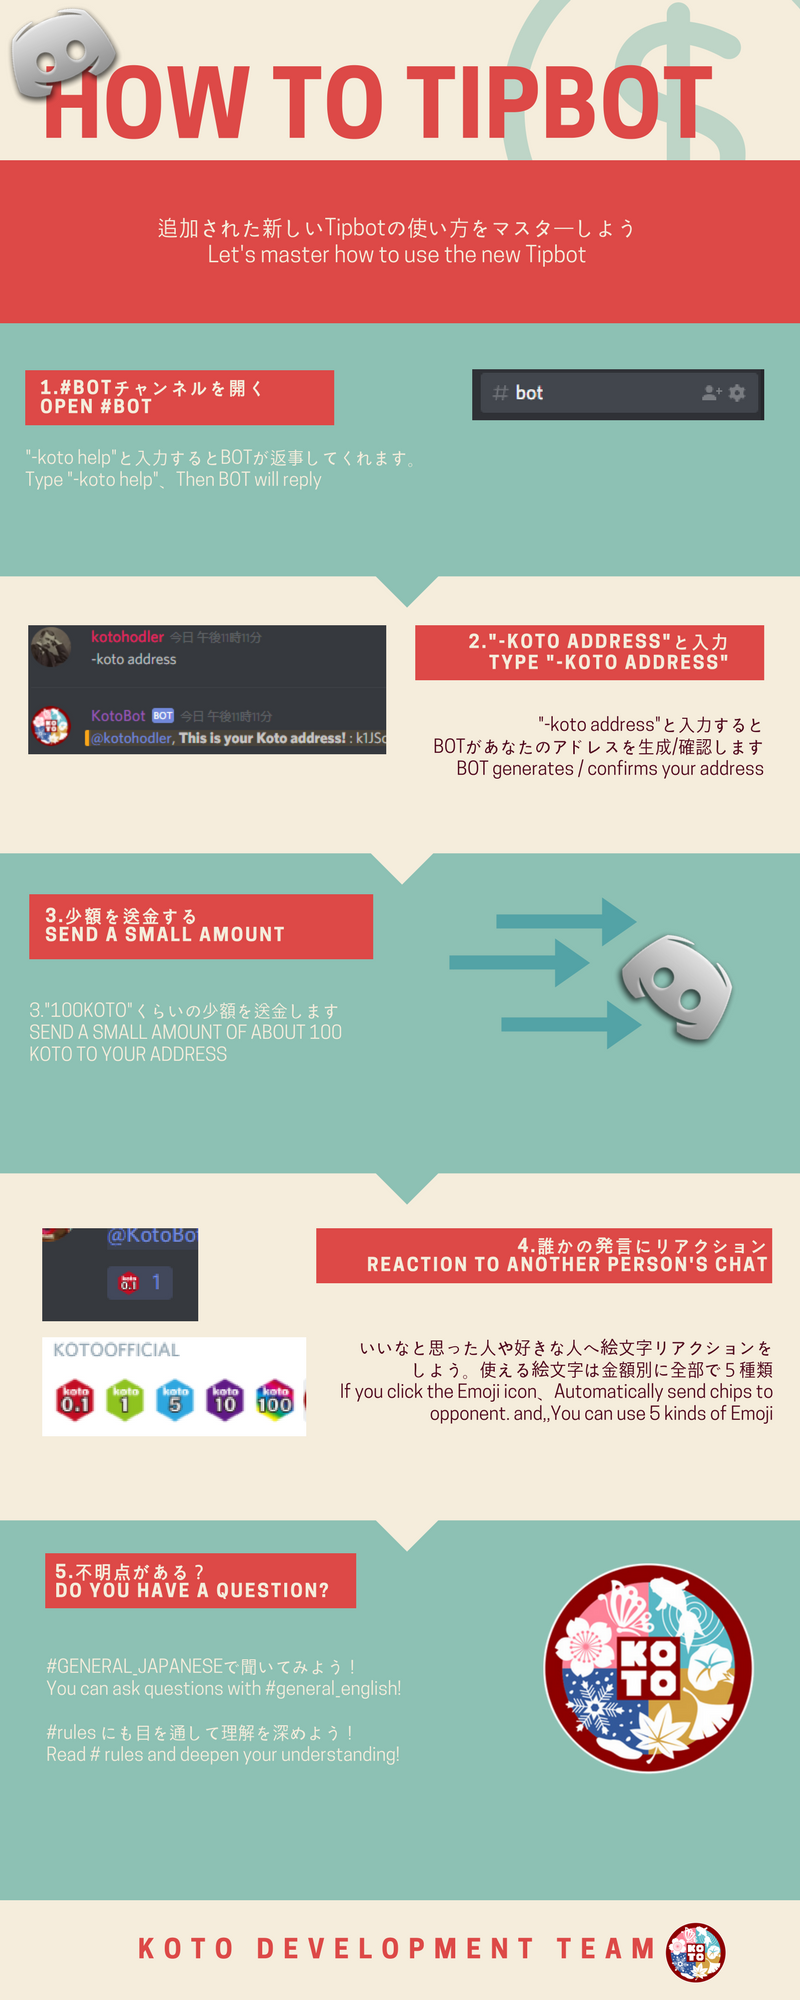 HOW TO TIPBOT
追加された新しいTipbotの使い方をマスターしよう
Let's master how to use the new Tipbot
1.#BOTチャンネルを開く
OPEN #BOT
# bot
"-koto help"と入力するとBOTが返事してくれます。
Type "-koto help"、Then BOT will reply
kotohodler 今日 午後11時11分
-koto address
KotoBot BOT 今日 午後11時11分
@kotohodler, This is your Koto address! : k1JSc
2."-KOTO ADDRESS"と入力
TYPE "-KOTO ADDRESS"
"-koto address"と入力すると
BOTがあなたのアドレスを生成/確認します
BOT generates / confirms your address
3.少額を送金する
SEND A SMALL AMOUNT
3."100KOTO"くらいの少額を送金します
SEND A SMALL AMOUNT OF ABOUT 100
KOTO TO YOUR ADDRESS
@KotoBo
koto 0.1 1
KOTOOFFICIAL
koto koto koto koto koto
0.1 1 5 10 100
4.誰かの発言にリアクション
REACTION TO ANOTHER PERSON'S CHAT
いいなと思った人や好きな人へ絵文字リアクションを
しよう。使える絵文字は金額別に全部で５種類
If you click the Emoji icon、Automatically send chips to
opponent. and,,You can use 5 kinds of Emoji
5.不明点がある？
DO YOU HAVE A QUESTION?
#GENERAL_JAPANESEで聞いてみよう！
You can ask questions with #general_english!
#rules にも目を通して理解を深めよう！
Read # rules and deepen your understanding!
KO
TO
KOTO DEVELOPMENT TEAM
KO
TO